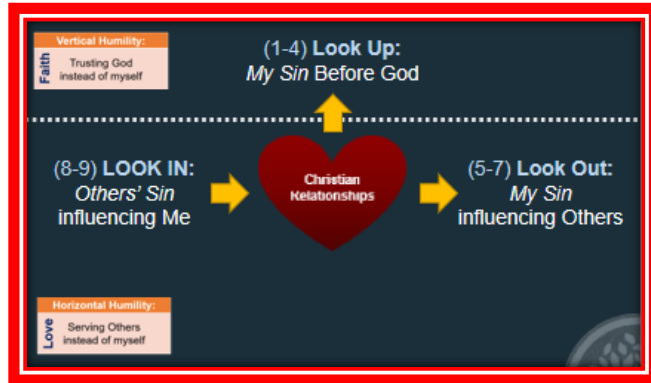 Vertical Humility:
Faith
Trusting God
instead of myself
(1-4) Look Up:
My Sin Before God
(8-9) LOOK IN:
Others' Sin
influencing Me
Christian
Relationships
(5-7) Look Out:
My Sin
influencing Others
Horizontal Humility:
Love
Serving Others
instead of myself